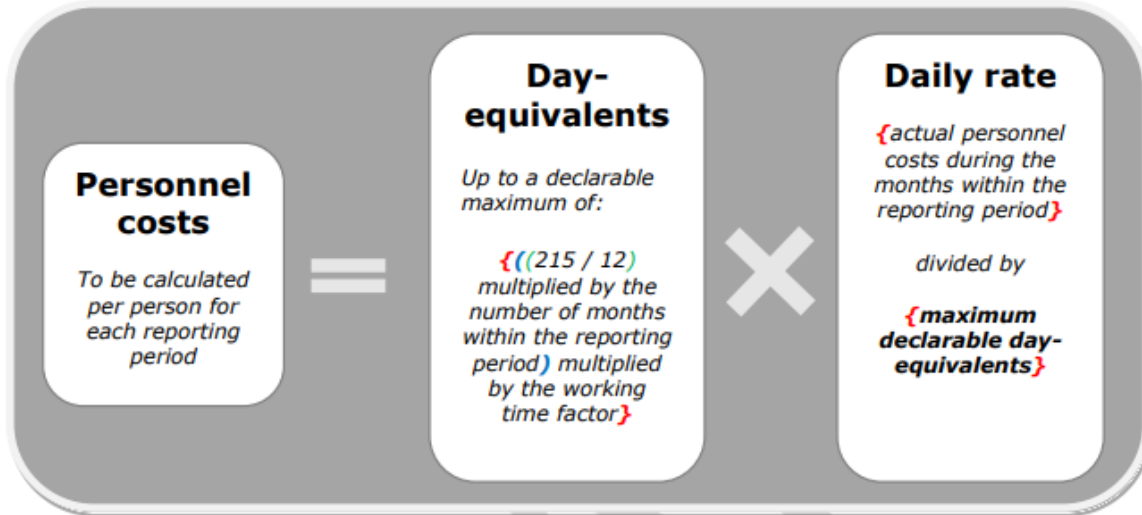 Personnel
costs
To be calculated
per person for
each reporting
period
=
Day-
equivalents
Up to a declarable
maximum of:
{((215 / 12)
multiplied by the
number of months
within the reporting
period) multiplied
by the working
time factor}
×
Daily rate
{actual personnel
costs during the
months within the
reporting period}
divided by
{maximum
declarable day-
equivalents}